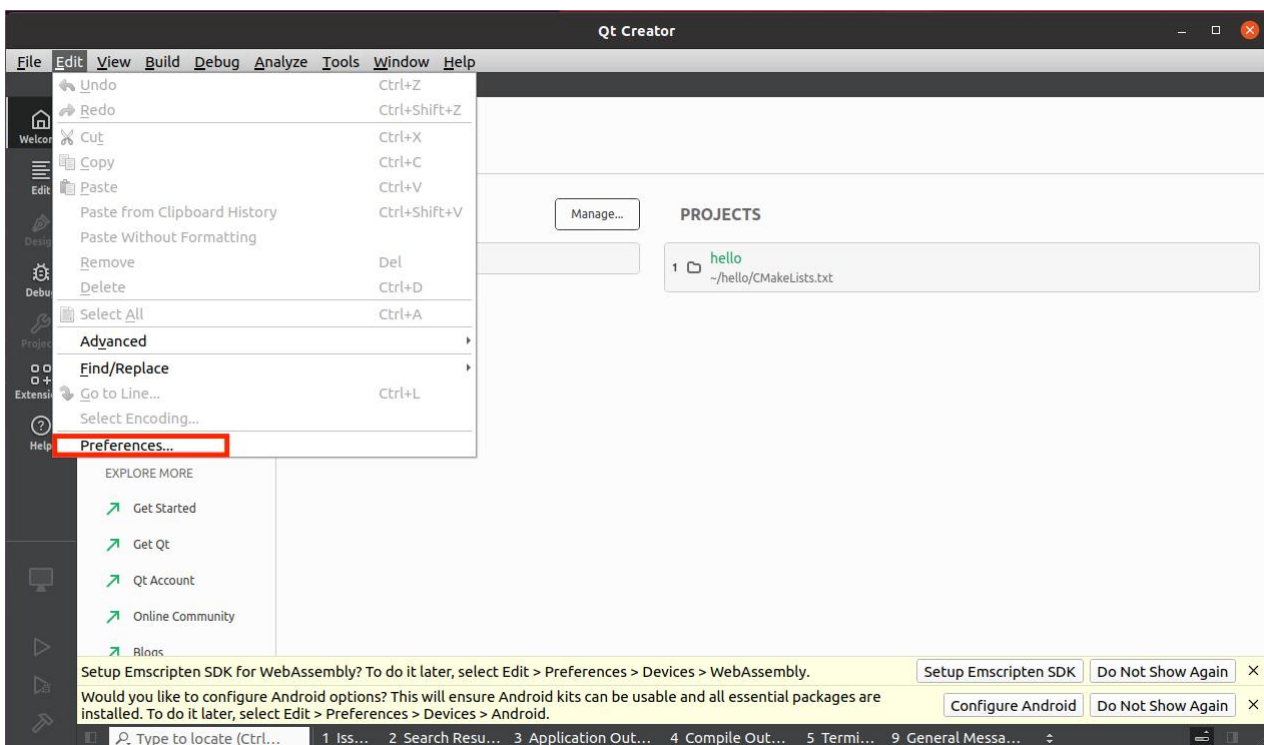 Qt Creator
File Edit View Build Debug Analyze Tools Window Help
Undo Ctrl+Z
Redo Ctrl+Shift+Z
Cut Ctrl+X
Copy Ctrl+C
Paste Ctrl+V
Paste from Clipboard History Ctrl+Shift+V
Paste Without Formatting
Remove Del
Delete Ctrl+D
Select All Ctrl+A
Advanced
Find/Replace
Go to Line... Ctrl+L
Select Encoding...
Preferences...
Welcom
Edit
Desig
Debu
Projec
Extensi
Help
Manage...
PROJECTS
1 hello
~/hello/CMakeLists.txt
EXPLORE MORE
Get Started
Get Qt
Qt Account
Online Community
Blogs
Setup Emscripten SDK for WebAssembly? To do it later, select Edit > Preferences > Devices > WebAssembly. Setup Emscripten SDK Do Not Show Again
Would you like to configure Android options? This will ensure Android kits can be usable and all essential packages are
installed. To do it later, select Edit > Preferences > Devices > Android. Configure Android Do Not Show Again
Type to locate (Ctrl... 1 Iss... 2 Search Resu... 3 Application Out... 4 Compile Out... 5 Termi... 9 General Messa...